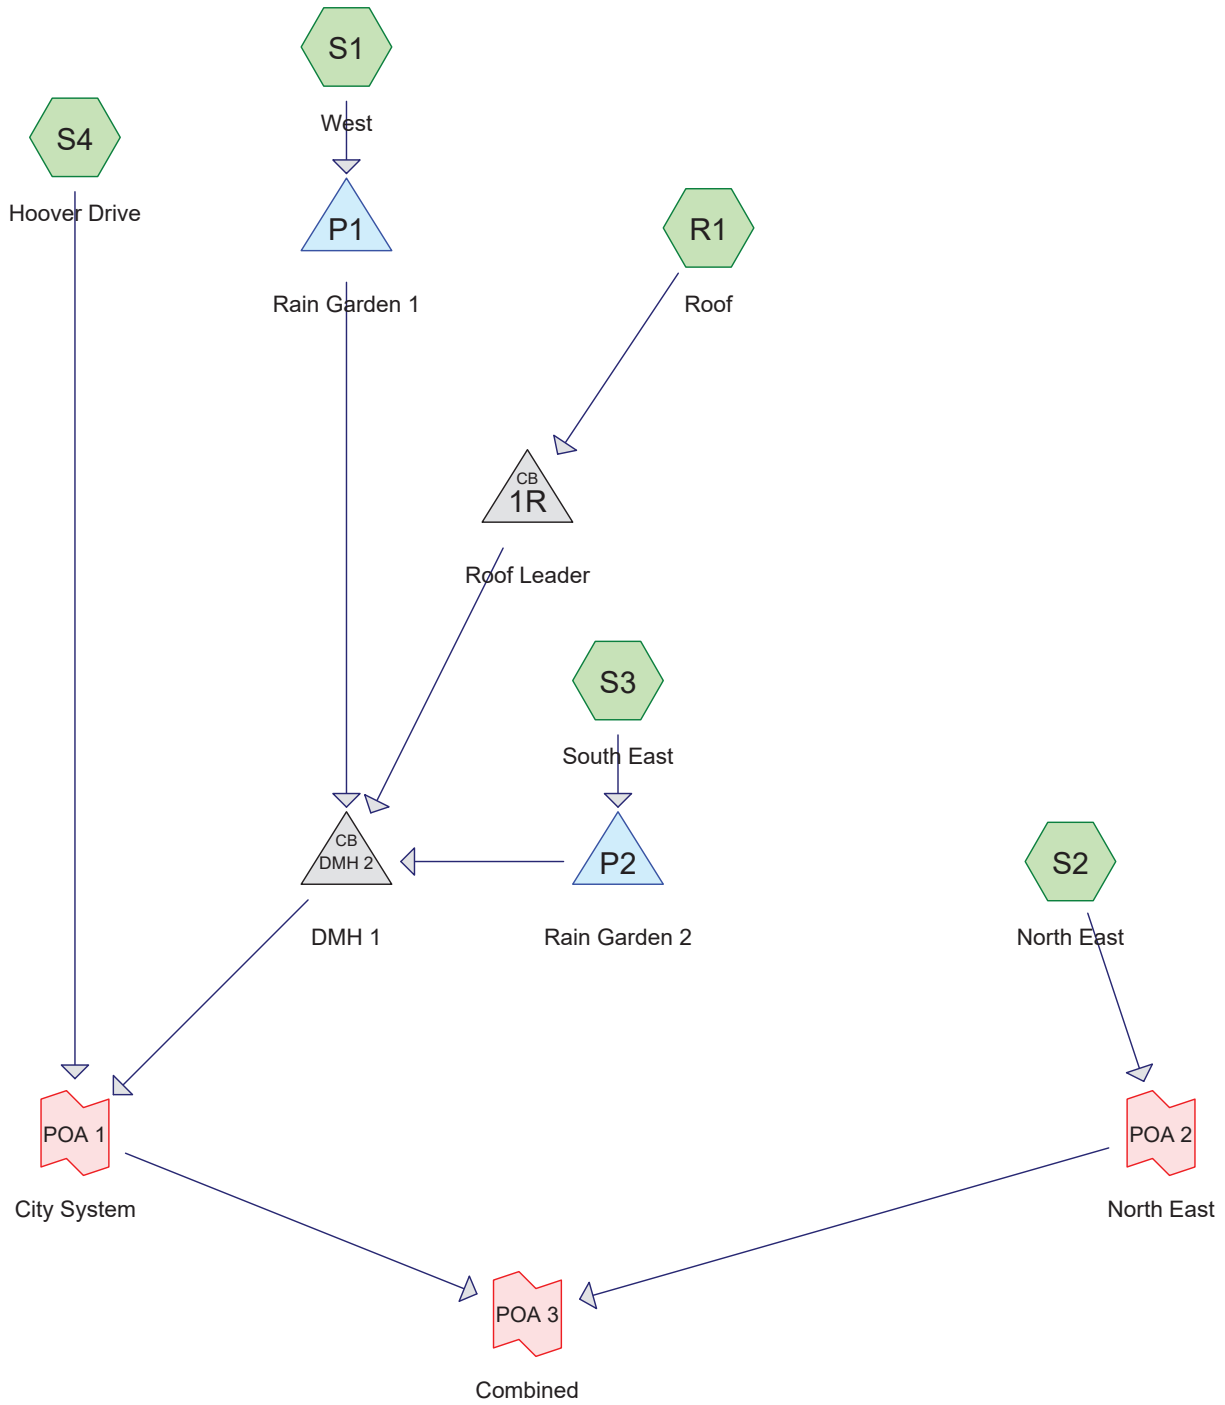 S1
West
S4
Hoover Drive
P1
Rain Garden 1
R1
Roof
CB
1R
Roof Leader
S3
South East
CB
DMH 2
DMH 1
P2
Rain Garden 2
S2
North East
POA 1
City System
POA 2
North East
POA 3
Combined